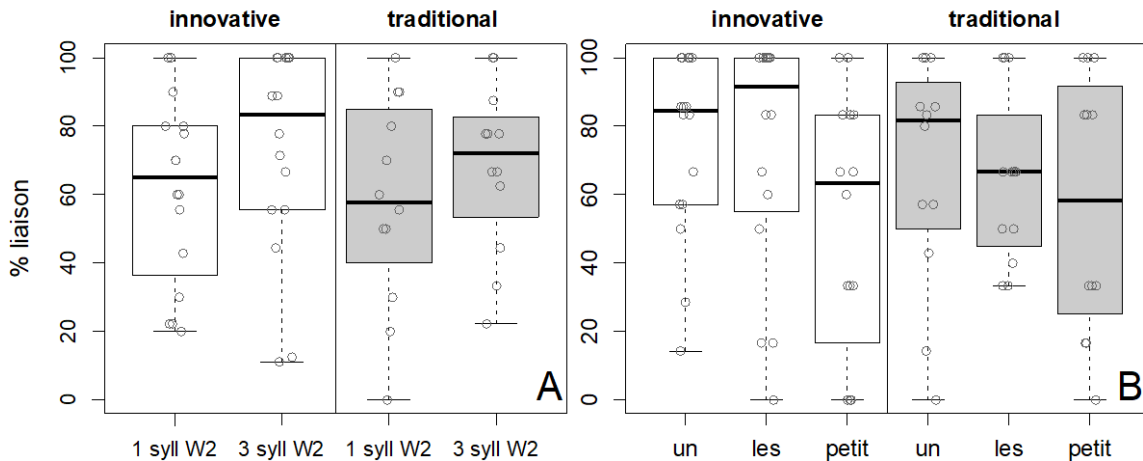 innovative traditional innovative traditional
% liaison
100 100
80 80
60 60
40 40
20 20
0 0
A B
1 syll W2 3 syll W2 1 syll W2 3 syll W2 un les petit un les petit